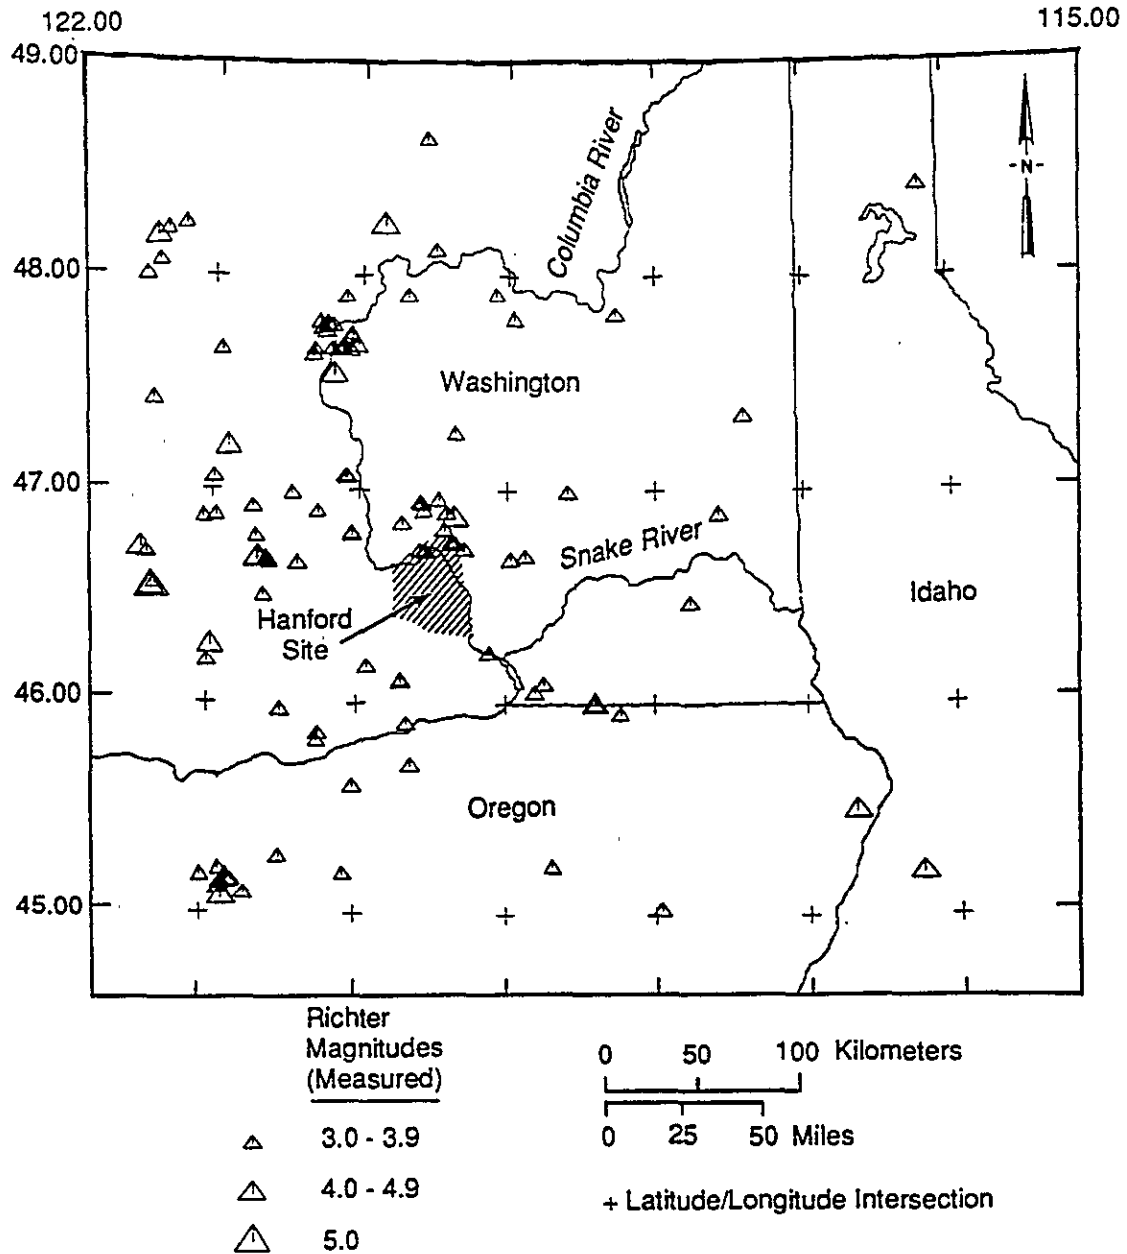 122.00
115.00
49.00
Columbia River
-N-
48.00
Washington
47.00
Snake River
Idaho
Hanford
Site
46.00
Oregon
45.00
Richter
Magnitudes
(Measured)
3.0 - 3.9
4.0 - 4.9
5.0
0 50 100 Kilometers
0 25 50 Miles
+ Latitude/Longitude Intersection